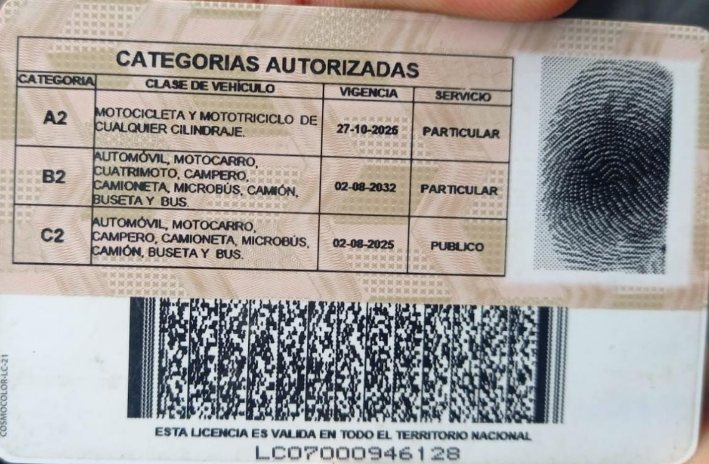 CATEGORIAS AUTORIZADAS
CATEGORIA CLASE DE VEHÍCULO VIGENCIA SERVICIO
A2 MOTOCICLETA Y MOTOTRICICLO DE CUALQUIER CILINDRAJE. 27-10-2025 PARTICULAR
B2 AUTOMÓVIL, MOTOCARRO, CUATRIMOTO, CAMPERO, CAMIONETA, MICROBÚS, CAMIÓN, BUSETA Y BUS. 02-08-2032 PARTICULAR
C2 AUTOMÓVIL, MOTOCARRO, CAMPERO, CAMIONETA, MICROBÚS, CAMIÓN, BUSETA Y BUS. 02-08-2025 PUBLICO
COSMOCOLOR-LC-21
ESTA LICENCIA ES VALIDA EN TODO EL TERRITORIO NACIONAL
LC07000946128